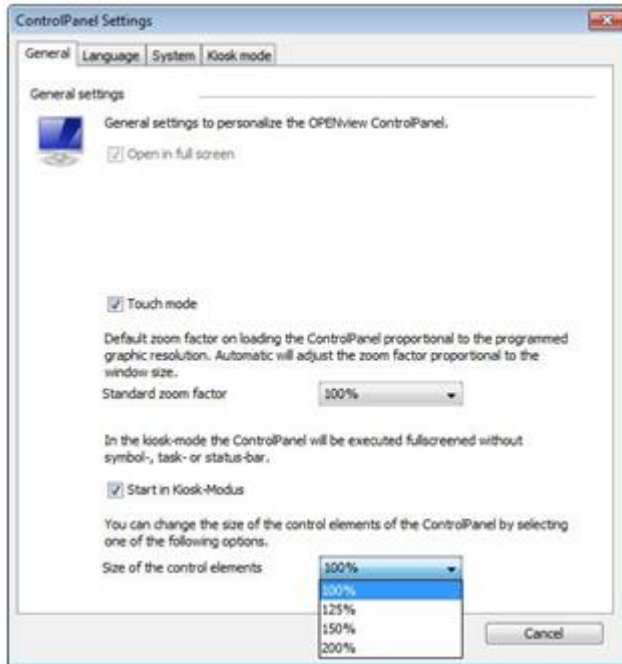 ControlPanel Settings
General Language System Kiosk mode
General settings
General settings to personalize the OPENview ControlPanel.
Open in full screen
Touch mode
Default zoom factor on loading the ControlPanel proportional to the programmed
graphic resolution. Automatic will adjust the zoom factor proportional to the
window size.
Standard zoom factor 100%
In the kiosk-mode the ControlPanel will be executed fullscreened without
symbol-, task- or status-bar.
Start in Kiosk-Modus
You can change the size of the control elements of the ControlPanel by selecting
one of the following options.
Size of the control elements 100%
100%
125%
150%
200%
Cancel